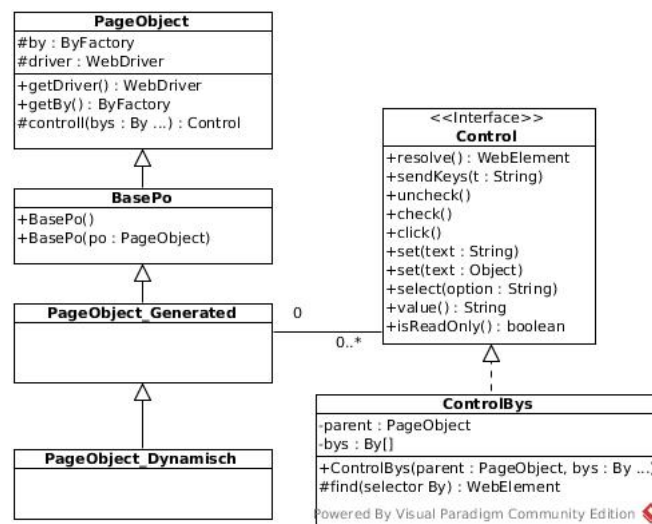 PageObject
#by : ByFactory
#driver : WebDriver
+getDriver() : WebDriver
+getBy() : ByFactory
#controll(bys : By ...) : Control
BasePo
+BasePo()
+BasePo(po : PageObject)
PageObject_Generated
PageObject_Dynamisch
0
0..*
<<Interface>>
Control
+resolve() : WebElement
+sendKeys(t : String)
+uncheck()
+check()
+click()
+set(text : String)
+set(text : Object)
+select(option : String)
+value() : String
+isReadOnly() : boolean
ControlBys
-parent : PageObject
-bys : By[]
+ControlBys(parent : PageObject, bys : By ...)
#find(selector By) : WebElement
Powered By Visual Paradigm Community Edition